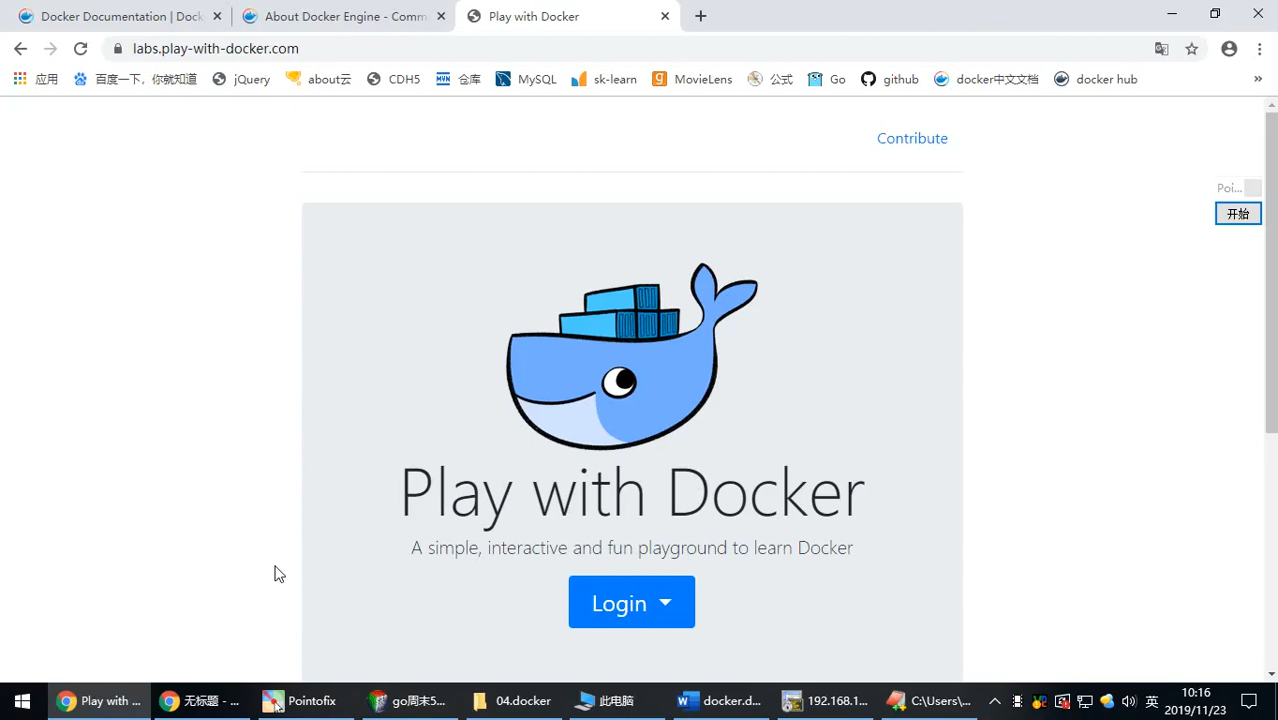 Docker Documentation | Dock
About Docker Engine - Comm
Play with Docker
labs.play-with-docker.com
应用
百度一下，你就知道
jQuery
about云
CDH5
MVN 仓库
MySQL
sk-learn
g MovieLens
公式
Go
github
docker中文文档
docker hub
»
Contribute
Poi...
开始
Play with Docker
A simple, interactive and fun playground to learn Docker
Login
Play with ...
无标题 - ...
Pointofix
go周末5...
04.docker
此电脑
docker.d...
192.168.1...
C:\Users\...
英
10:16
2019/11/23